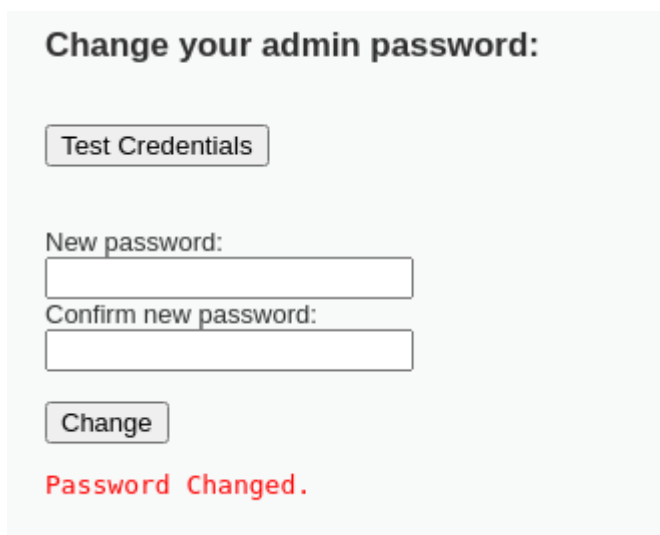 Change your admin password:
Test Credentials
New password:
Confirm new password:
Change
Password Changed.